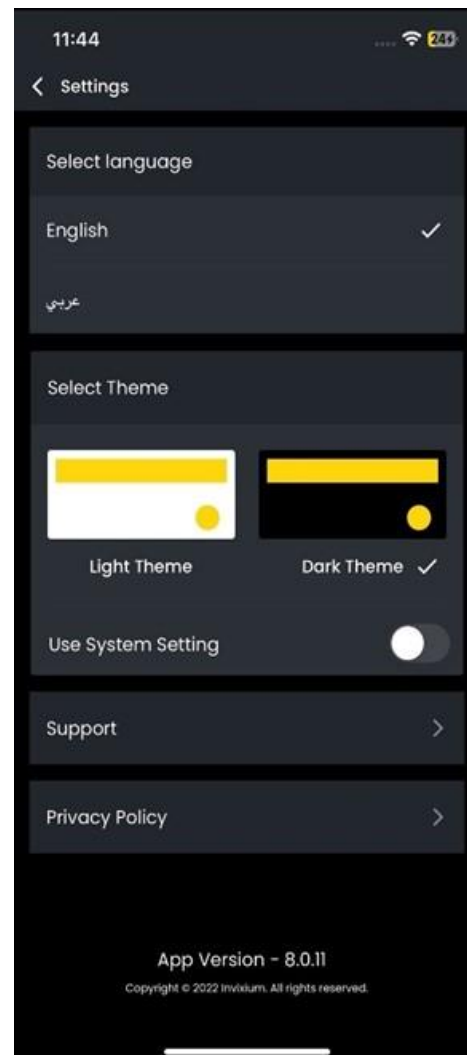 11:44
24
Settings
Select language
English
عربي
Select Theme
Light Theme
Dark Theme
Use System Setting
Support
Privacy Policy
App Version - 8.0.11
Copyright © 2022 Invixium. All rights reserved.